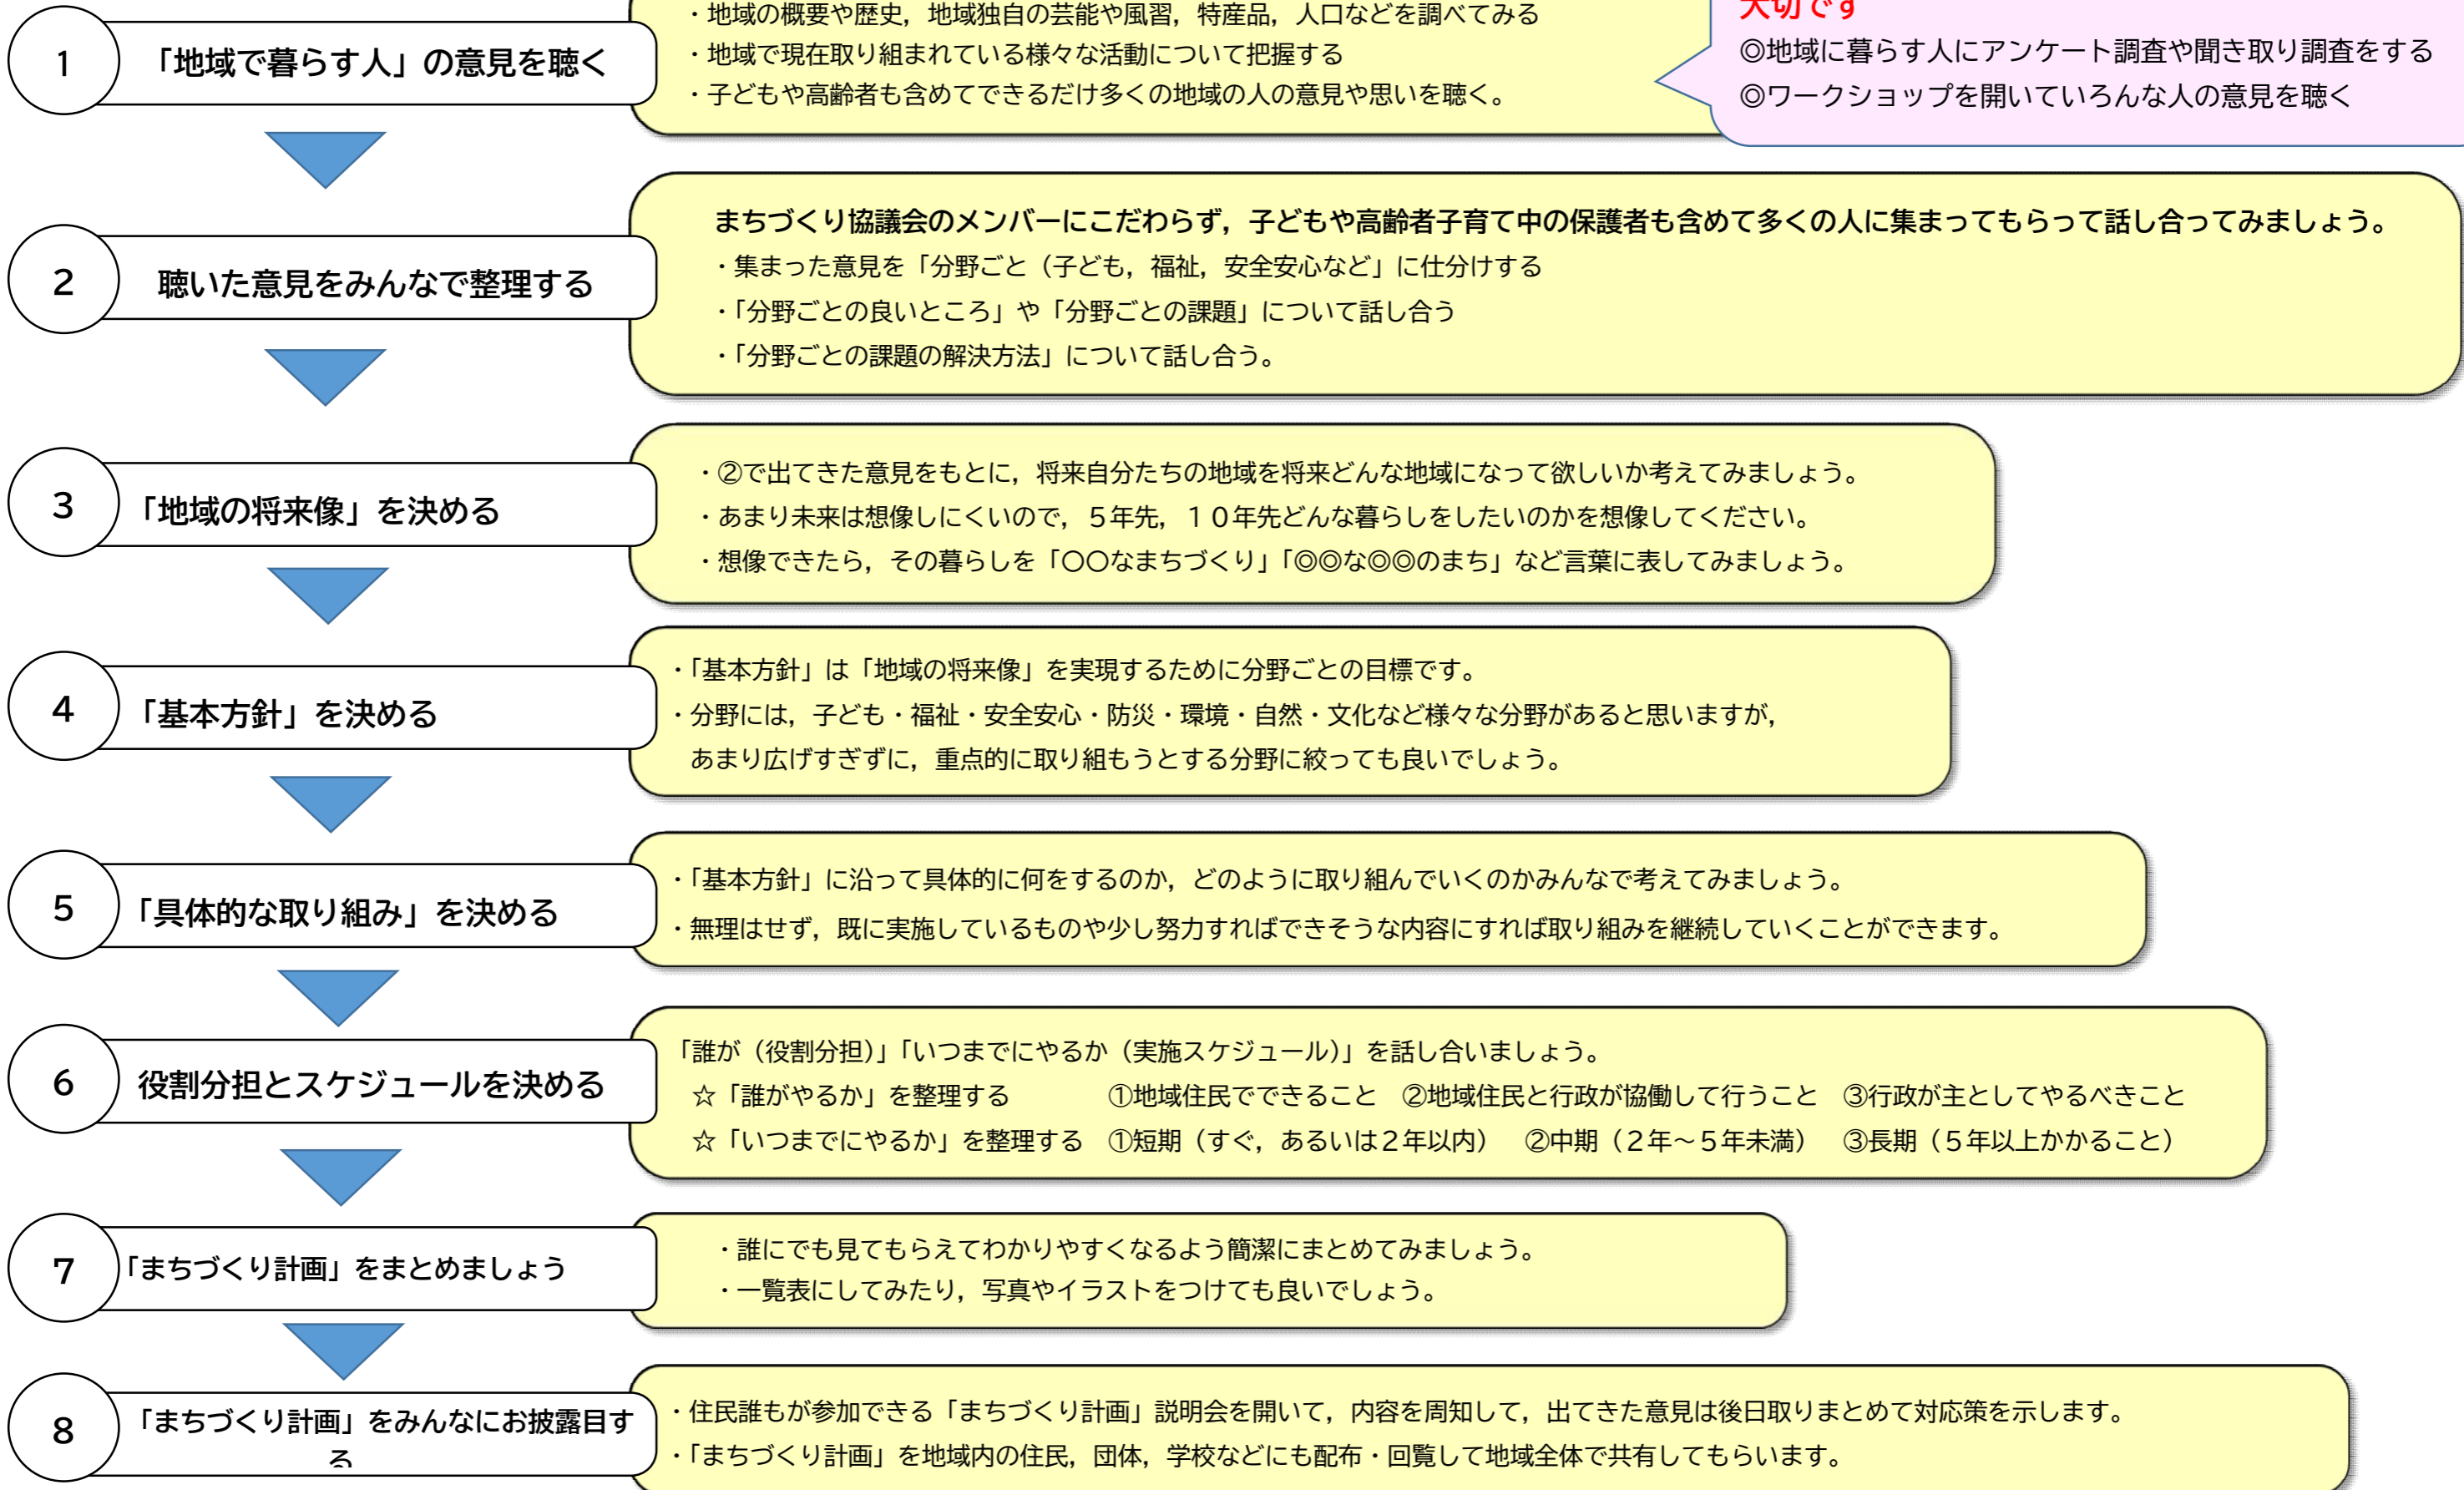 1
「地域で暮らす人」の意見を聴く
・地域の概要や歴史，地域独自の芸能や風習，特産品，人口などを調べてみる
・地域で現在取り組まれている様々な活動について把握する
・子どもや高齢者も含めてできるだけ多くの地域の人の意見や思いを聴く。
大切です
◎地域に暮らす人にアンケート調査や聞き取り調査をする
◎ワークショップを開いていろんな人の意見を聴く
2
聴いた意見をみんなで整理する
まちづくり協議会のメンバーにこだわらず，子どもや高齢者子育て中の保護者も含めて多くの人に集まってもらって話し合ってみましょう。
・集まった意見を「分野ごと（子ども，福祉，安全安心など」に仕分けする
・「分野ごとの良いところ」や「分野ごとの課題」について話し合う
・「分野ごとの課題の解決方法」について話し合う。
3
「地域の将来像」を決める
・②で出てきた意見をもとに，将来自分たちの地域を将来どんな地域になって欲しいか考えてみましょう。
・あまり未来は想像しにくいので，５年先，１０年先どんな暮らしをしたいのかを想像してください。
・想像できたら，その暮らしを「〇〇なまちづくり」「◎◎な◎◎のまち」など言葉に表してみましょう。
4
「基本方針」を決める
・「基本方針」は「地域の将来像」を実現するために分野ごとの目標です。
・分野には，子ども・福祉・安全安心・防災・環境・自然・文化など様々な分野があると思いますが，
あまり広げすぎずに，重点的に取り組もうとする分野に絞っても良いでしょう。
5
「具体的な取り組み」を決める
・「基本方針」に沿って具体的に何をするのか，どのように取り組んでいくのかみんなで考えてみましょう。
・無理はせず，既に実施しているものや少し努力すればできそうな内容にすれば取り組みを継続していくことができます。
6
役割分担とスケジュールを決める
「誰が（役割分担）」「いつまでにやるか（実施スケジュール）」を話し合いましょう。
☆「誰がやるか」を整理する　①地域住民でできること　②地域住民と行政が協働して行うこと　③行政が主としてやるべきこと
☆「いつまでにやるか」を整理する　①短期（すぐ，あるいは２年以内）　②中期（２年～５年未満）　③長期（５年以上かかること）
7
「まちづくり計画」をまとめましょう
・誰にでも見てもらえてわかりやすくなるよう簡潔にまとめてみましょう。
・一覧表にしてみたり，写真やイラストをつけても良いでしょう。
8
「まちづくり計画」をみんなにお披露目す
る
・住民誰もが参加できる「まちづくり計画」説明会を開いて，内容を周知して，出てきた意見は後日取りまとめて対応策を示します。
・「まちづくり計画」を地域内の住民，団体，学校などにも配布・回覧して地域全体で共有してもらいます。